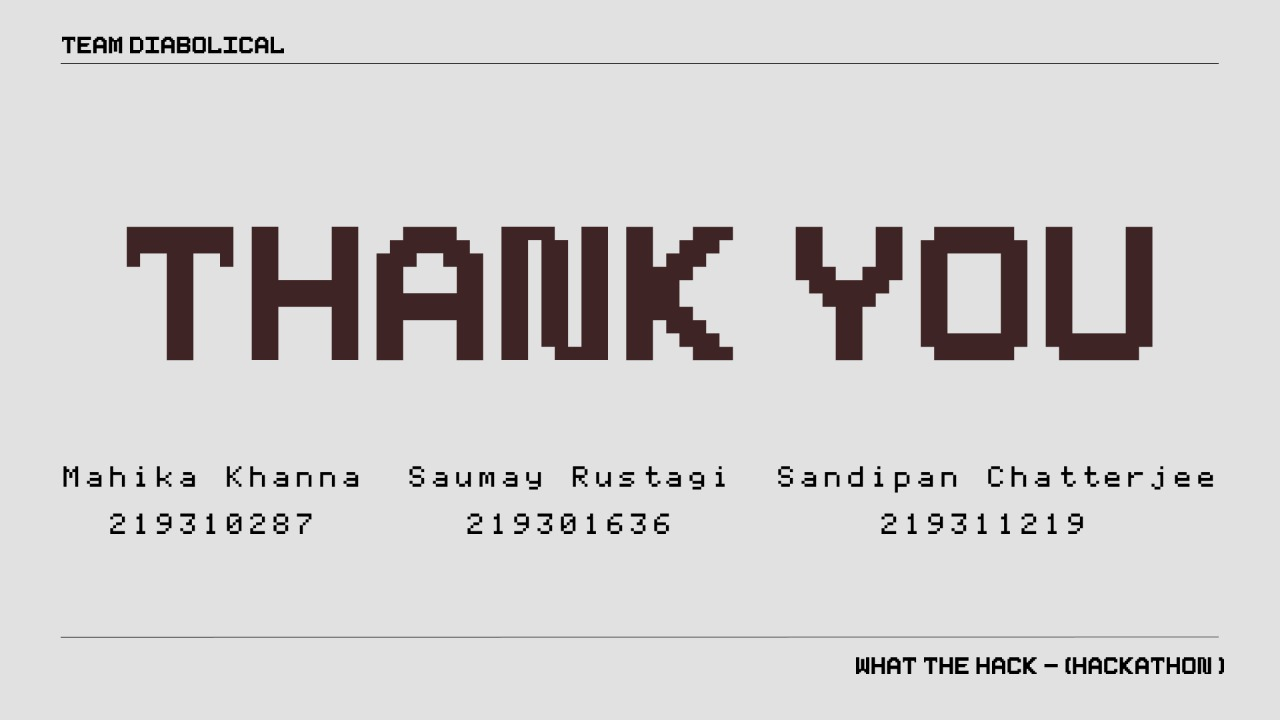 TEAM DIABOLICAL
THANK YOU
Mahika Khanna Saumay Rustagi Sandipan Chatterjee
219310287 219301636 219311219
WHAT THE HACK - (HACKATHON )